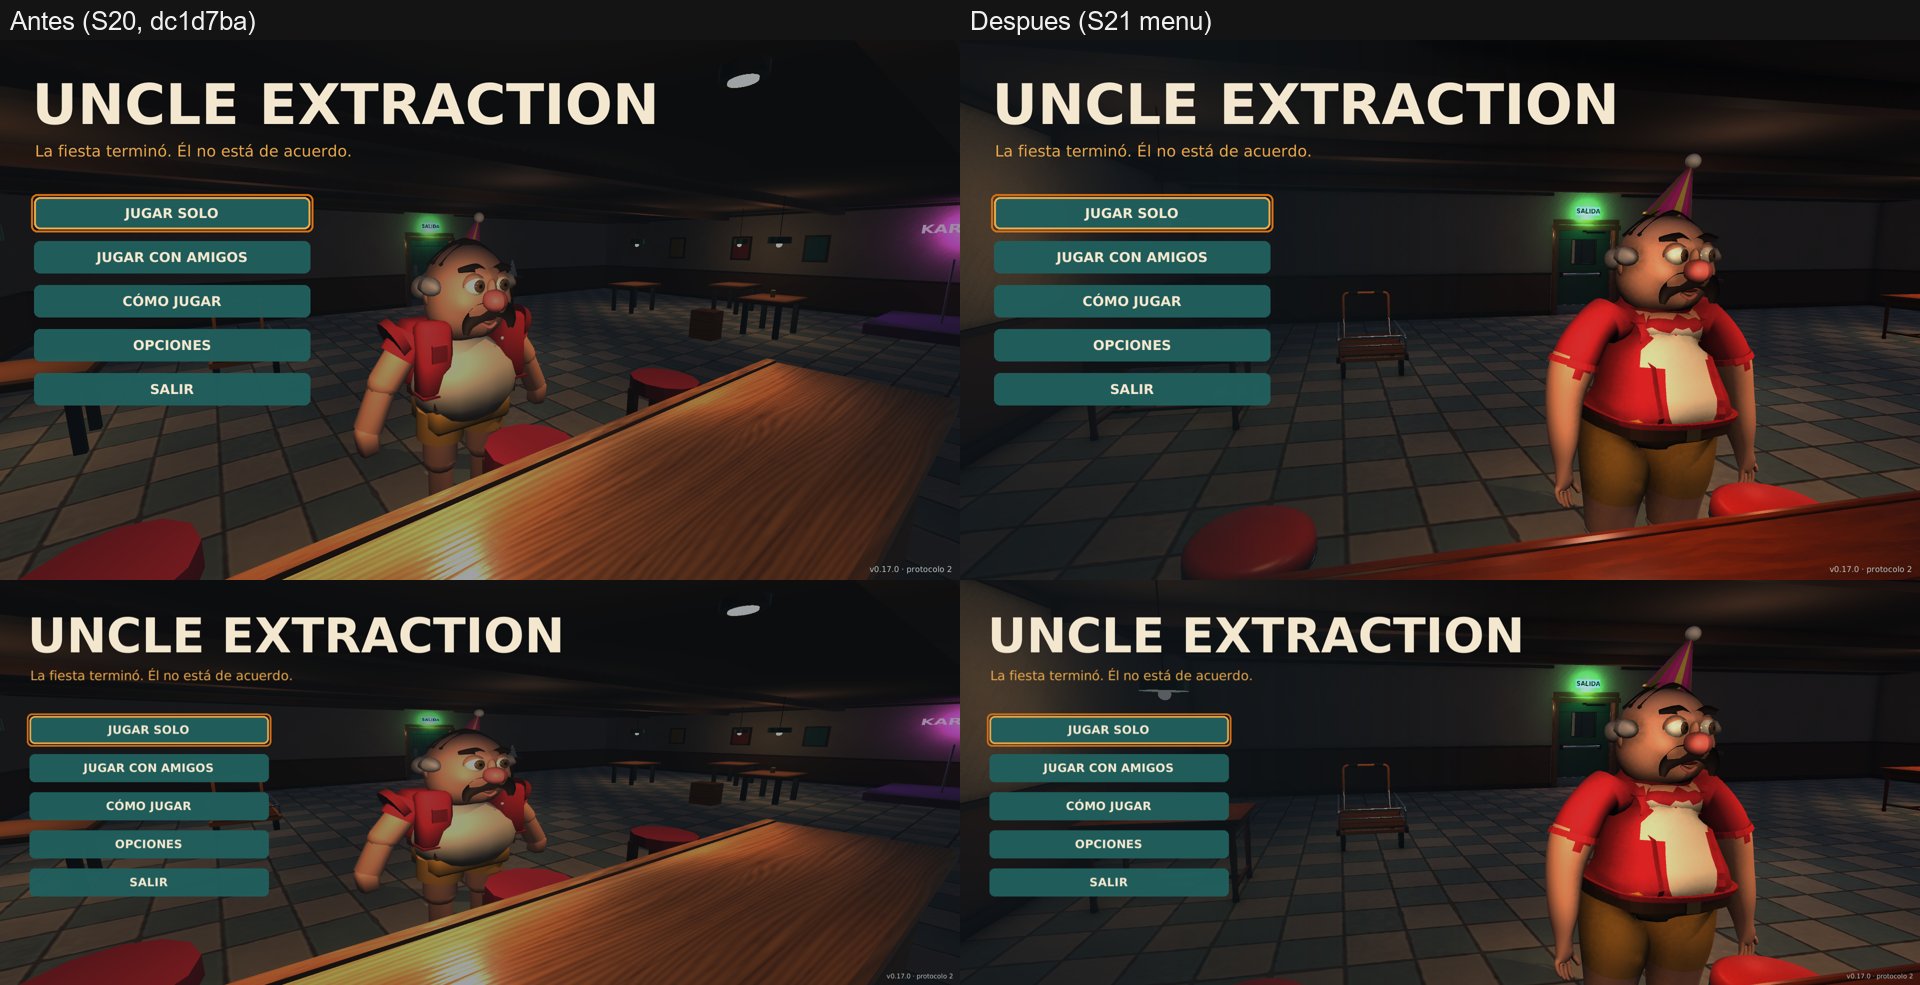 Antes (S20, dc1d7ba)
UNCLE EXTRACTION
La fiesta terminó. Él no está de acuerdo.
SALIDA
KAR
JUGAR SOLO
JUGAR CON AMIGOS
CÓMO JUGAR
OPCIONES
SALIR
v0.17.0 · protocolo 2
Despues (S21 menu)
UNCLE EXTRACTION
La fiesta terminó. Él no está de acuerdo.
SALIDA
JUGAR SOLO
JUGAR CON AMIGOS
CÓMO JUGAR
OPCIONES
SALIR
v0.17.0 · protocolo 2
UNCLE EXTRACTION
La fiesta terminó. Él no está de acuerdo.
SALIDA
KAR
JUGAR SOLO
JUGAR CON AMIGOS
CÓMO JUGAR
OPCIONES
SALIR
v0.17.0 · protocolo 2
UNCLE EXTRACTION
La fiesta terminó. Él no está de acuerdo.
SALIDA
JUGAR SOLO
JUGAR CON AMIGOS
CÓMO JUGAR
OPCIONES
SALIR
v0.17.0 · protocolo 2